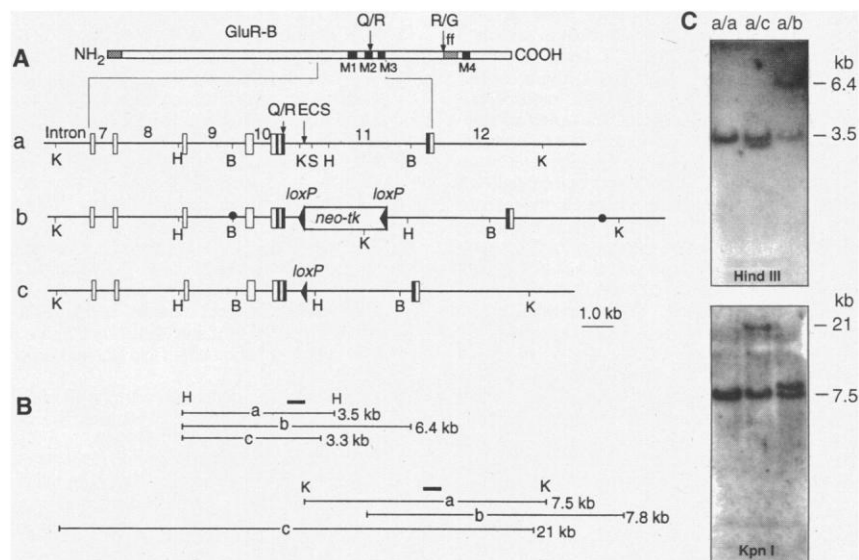 A
GluR-B
Q/R
R/G
ff
NH2
COOH
M1 M2 M3 M4
Q/R ECS
Intron 7 8 9 10 11 12
a
K H B K S H B K
loxP loxP
b
neo-tk
K H B K H B K
loxP
c
K H B H B K
1.0 kb
B
H H
a 3.5 kb
b 6.4 kb
c 3.3 kb
K K
a 7.5 kb
b 7.8 kb
c 21 kb
C
a/a a/c a/b
kb
6.4
3.5
Hind III
kb
21
7.5
Kpn I